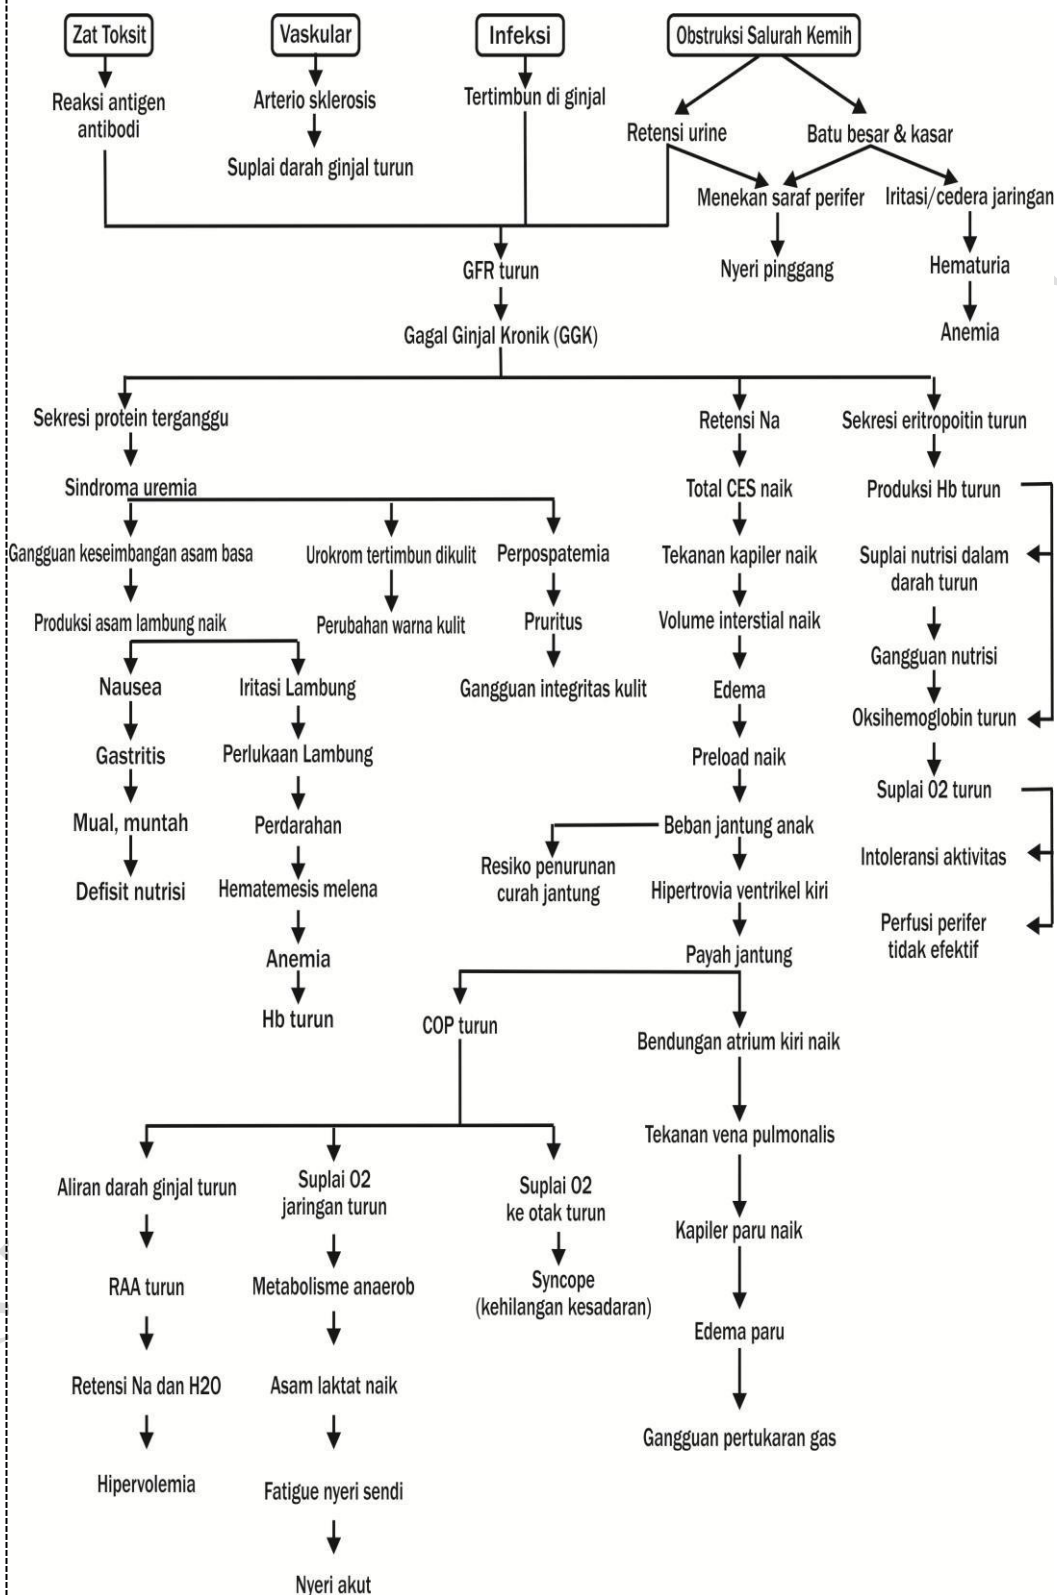 Zat Toksit
Vaskular
Infeksi
Obstruksi Salurah Kemih
Reaksi antigen
antibodi
Arterio sklerosis
Tertimbun di ginjal
Retensi urine
Batu besar & kasar
Suplai darah ginjal turun
Menekan saraf perifer
Iritasi/cedera jaringan
GFR turun
Nyeri pinggang
Hematuria
Gagal Ginjal Kronik (GGK)
Anemia
Sekresi protein terganggu
Retensi Na
Sekresi eritropoitin turun
Sindroma uremia
Total CES naik
Produksi Hb turun
Gangguan keseimbangan asam basa
Urokrom tertimbun dikulit
Perpospatemia
Tekanan kapiler naik
Suplai nutrisi dalam
darah turun
Produksi asam lambung naik
Perubahan warna kulit
Pruritus
Volume interstial naik
Gangguan nutrisi
Nausea
Iritasi Lambung
Gangguan integritas kulit
Edema
Oksihemoglobin turun
Gastritis
Perlukaan Lambung
Preload naik
Suplai O2 turun
Mual, muntah
Perdarahan
Beban jantung anak
Resiko penurunan
curah jantung
Intoleransi aktivitas
Defisit nutrisi
Hematemesis melena
Hipertrovia ventrikel kiri
Perfusi perifer
tidak efektif
Anemia
Payah jantung
Hb turun
COP turun
Bendungan atrium kiri naik
Tekanan vena pulmonalis
Aliran darah ginjal turun
Suplai O2
jaringan turun
Suplai O2
ke otak turun
Kapiler paru naik
RAA turun
Metabolisme anaerob
Syncope
(kehilangan kesadaran)
Edema paru
Retensi Na dan H2O
Asam laktat naik
Gangguan pertukaran gas
Hipervolemia
Fatigue nyeri sendi
Nyeri akut